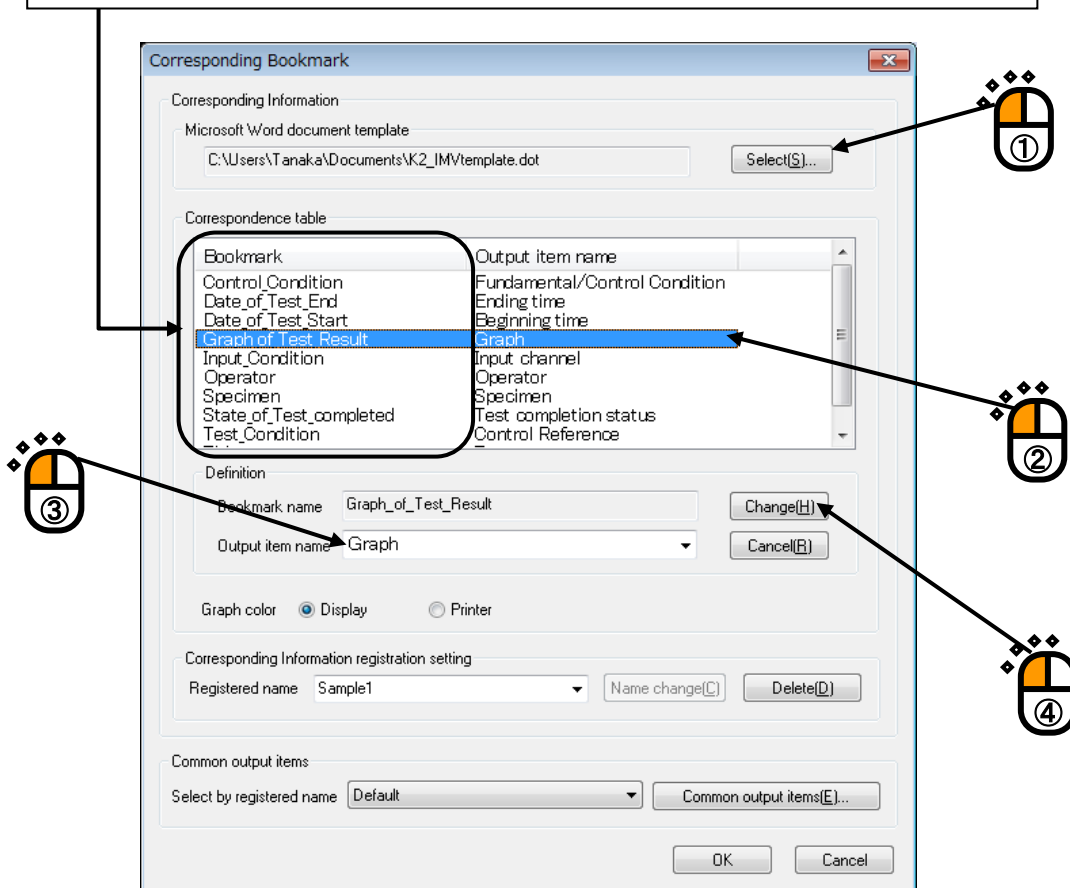 Corresponding Bookmark
Corresponding Information
Microsoft Word document template
C:\Users\Tanaka\Documents\K2_IMVtemplate.dot
Select(S)...
①
Correspondence table
Bookmark Output item name
Control_Condition Fundamental/Control Condition
Date_of_Test_End Ending time
Date_of_Test_Start Beginning time
Graph of Test Result Graph
Input_Condition Input channel
Operator Operator
Specimen Specimen
State_of_Test_completed Test completion status
Test_Condition Control Reference
②
③
Definition
Bookmark name Graph_of_Test_Result Change(H)
Output item name Graph Cancel(R)
Graph color Display Printer
Corresponding Information registration setting
Registered name Sample1 Name change(C) Delete(D)
④
Common output items
Select by registered name Default Common output items(E)...
OK Cancel